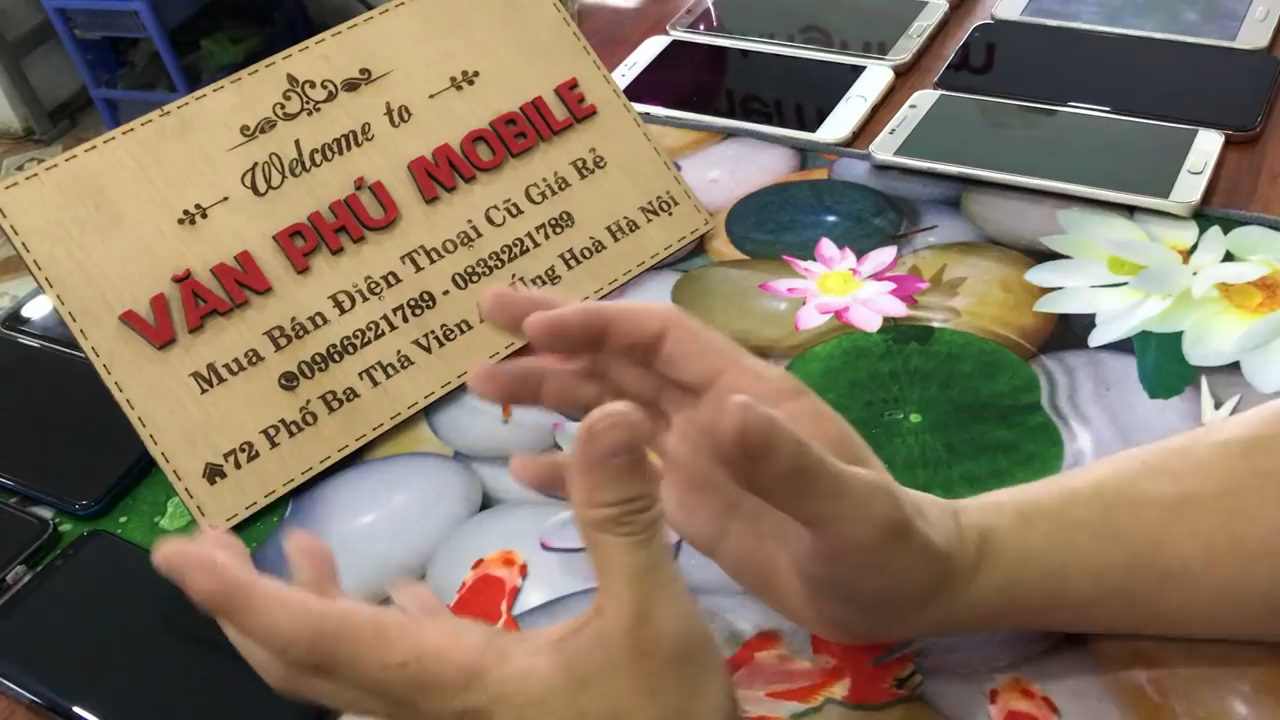 Welcome to
VĂN PHÚ MOBILE
Mua Bán Điện Thoại Cũ Giá Rẻ
0966221789 - 0833221789
72 Phố Ba Thá Viên Ứng Hoà Hà Nội